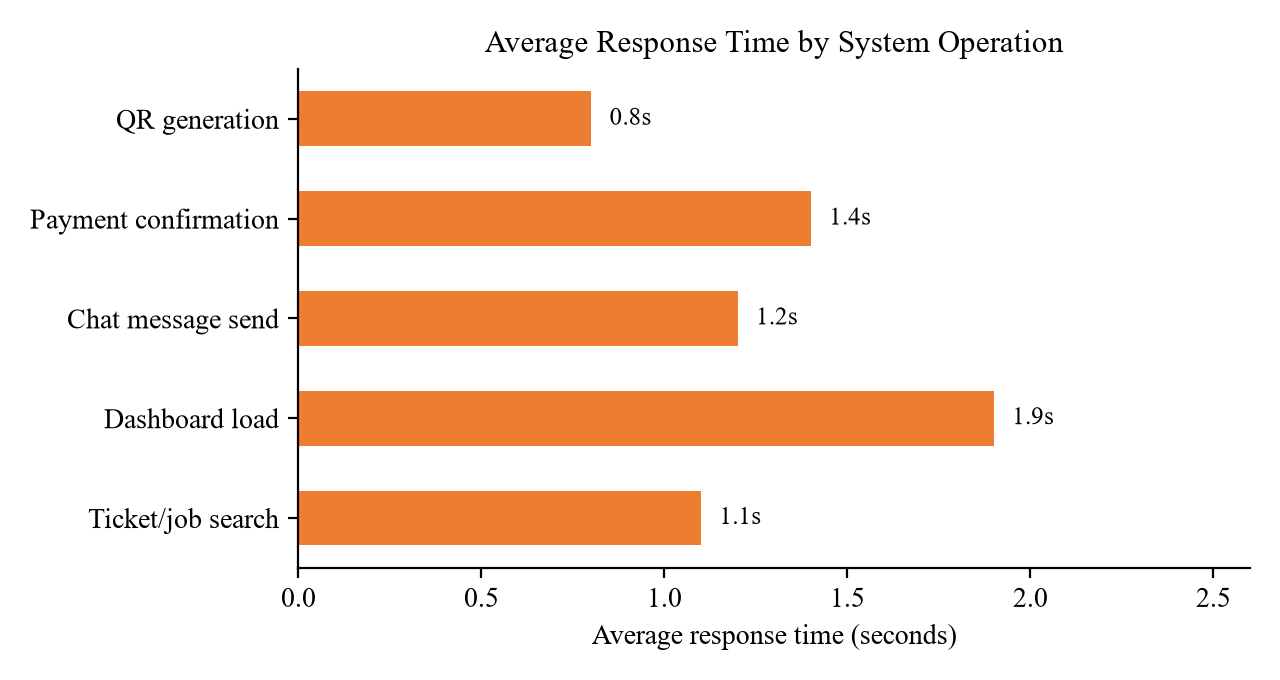 Average Response Time by System Operation
QR generation 0.8s
Payment confirmation 1.4s
Chat message send 1.2s
Dashboard load 1.9s
Ticket/job search 1.1s
0.0 0.5 1.0 1.5 2.0 2.5
Average response time (seconds)